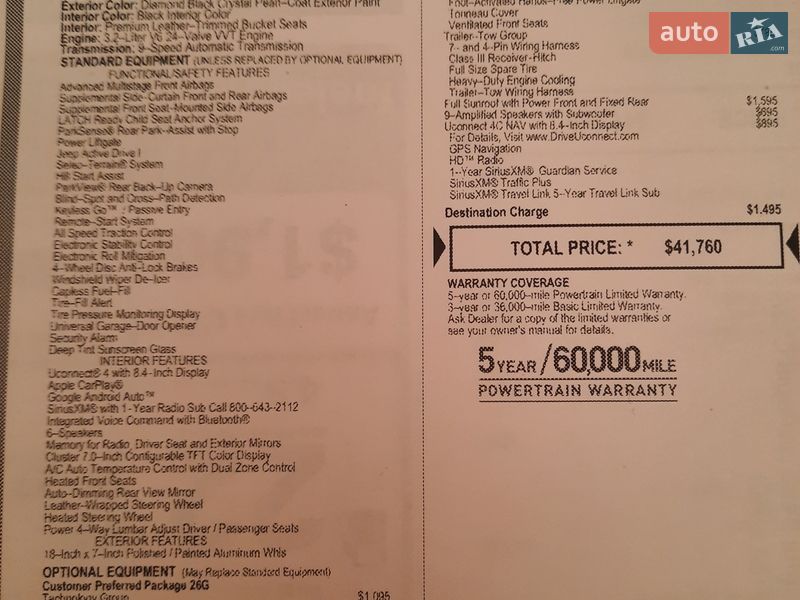 Exterior Color: Diamond Black Crystal Pearl-Coat Exterior Paint
Interior Color: Black Interior Color
Interior: Premium Leather-Trimmed Bucket Seats
Engine: 3.2-Liter V6 24-Valve VVT Engine
Transmission: 9-Speed Automatic Transmission
STANDARD EQUIPMENT (UNLESS REPLACED BY OPTIONAL EQUIPMENT)
FUNCTIONAL/SAFETY FEATURES
Advanced Multistage Front Airbags
Supplemental Side-Curtain Front and Rear Airbags
Supplemental Front Seat-Mounted Side Airbags
LATCH Ready Child Seat Anchor System
ParkSense® Rear Park-Assist with Stop
Power Liftgate
Jeep Active Drive I
Selec-Terrain® System
Hill Start Assist
ParkView® Rear Back-Up Camera
Blind-Spot and Cross-Path Detection
Keyless Go™ / Passive Entry
Remote-Start System
All Speed Traction Control
Electronic Stability Control
Electronic Roll Mitigation
4-Wheel Disc Anti-Lock Brakes
Windshield Wiper De-Icer
Capless Fuel-Fill
Tire-Fill Alert
Tire Pressure Monitoring Display
Universal Garage-Door Opener
Security Alarm
Deep Tint Sunscreen Glass
INTERIOR FEATURES
Uconnect® 4 with 8.4-Inch Display
Apple CarPlay®
Google Android Auto™
SiriusXM® with 1-Year Radio Sub Call 800-643-2112
Integrated Voice Command with Bluetooth®
6-Speakers
Memory for Radio, Driver Seat and Exterior Mirrors
Cluster 7.0-Inch Configurable TFT Color Display
A/C Auto Temperature Control with Dual Zone Control
Heated Front Seats
Auto-Dimming Rear View Mirror
Leather-Wrapped Steering Wheel
Heated Steering Wheel
Power 4-Way Lumbar Adjust Driver / Passenger Seats
EXTERIOR FEATURES
18-Inch x 7-Inch Polished / Painted Aluminum Whls
OPTIONAL EQUIPMENT (May Replace Standard Equipment)
Customer Preferred Package 26G
Technology Group $1,095
Foot-Activated Hands-Free Power Liftgate
Tonneau Cover
Ventilated Front Seats
Trailer-Tow Group
7- and 4-Pin Wiring Harness
Class III Receiver-Hitch
Full Size Spare Tire
Heavy-Duty Engine Cooling
Trailer-Tow Wiring Harness
Full Sunroof with Power Front and Fixed Rear $1,595
9-Amplified Speakers with Subwoofer $695
Uconnect 4C NAV with 8.4-Inch Display $895
For Details, Visit www.DriveUconnect.com
GPS Navigation
HD™ Radio
1-Year SiriusXM® Guardian Service
SiriusXM® Traffic Plus
SiriusXM® Travel Link 5-Year Travel Link Sub
Destination Charge $1,495
TOTAL PRICE: * $41,760
WARRANTY COVERAGE
5-year or 60,000-mile Powertrain Limited Warranty.
3-year or 36,000-mile Basic Limited Warranty.
Ask Dealer for a copy of the limited warranties or
see your owner's manual for details.
5 YEAR / 60,000 MILE
POWERTRAIN WARRANTY
auto RIA .com